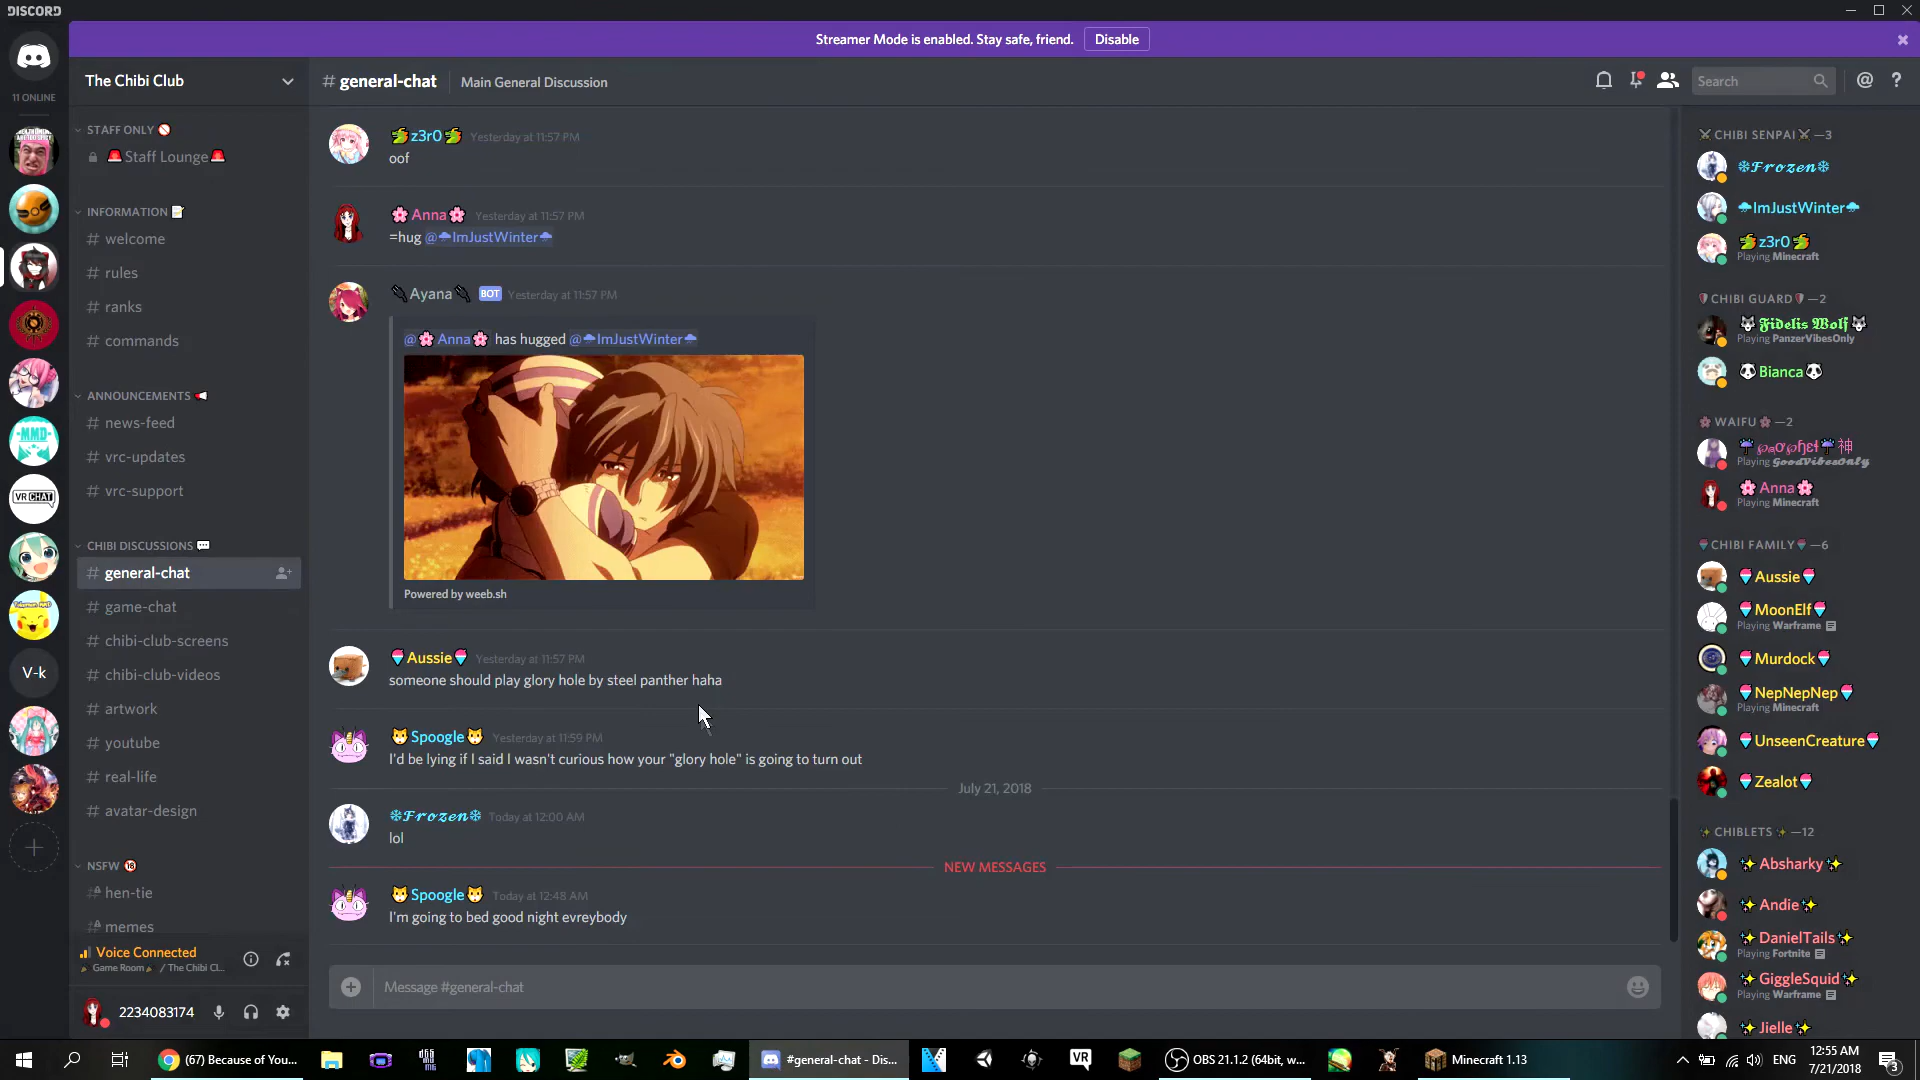 DISCORD
Streamer Mode is enabled. Stay safe, friend.
Disable
11 ONLINE
MMD
VR CHAT
V-k
The Chibi Club
STAFF ONLY 🚫
🚨Staff Lounge🚨
INFORMATION 📝
# welcome
# rules
# ranks
# commands
ANNOUNCEMENTS 📢
# news-feed
# vrc-updates
# vrc-support
CHIBI DISCUSSIONS 💬
# general-chat
# game-chat
# chibi-club-screens
# chibi-club-videos
# artwork
# youtube
# real-life
# avatar-design
NSFW 🔞
hen-tie
memes
Voice Connected
Game Room / The Chibi Cl...
2234083174
# general-chat
Main General Discussion
Search
🐲z3r0🐲 Yesterday at 11:57 PM
oof
🌸Anna🌸 Yesterday at 11:57 PM
=hug @🌧ImJustWinter🌧
Ayana BOT Yesterday at 11:57 PM
@🌸Anna🌸 has hugged @🌧ImJustWinter🌧
Powered by weeb.sh
🍧Aussie🍧 Yesterday at 11:57 PM
someone should play glory hole by steel panther haha
🐱Spoogle🐱 Yesterday at 11:59 PM
I'd be lying if I said I wasn't curious how your "glory hole" is going to turn out
July 21, 2018
❄𝓕𝓻𝓸𝔃𝓮𝓷❄ Today at 12:00 AM
lol
NEW MESSAGES
🐱Spoogle🐱 Today at 12:48 AM
I'm going to bed good night evreybody
Message #general-chat
⚔CHIBI SENPAI⚔—3
❄𝓕𝓻𝓸𝔃𝓮𝓷❄
🌧ImJustWinter🌧
🐲z3r0🐲
Playing Minecraft
🛡CHIBI GUARD🛡—2
🐺𝕱𝖎𝖉𝖊𝖑𝖎𝖘 𝖂𝖔𝖑𝖋🐺
Playing PanzerVibesOnly
🐼Bianca🐼
🌸WAIFU🌸—2
神
Playing 𝓖𝓸𝓸𝓭𝓥𝓲𝓫𝓮𝓼𝓞𝓷𝓵𝔂
🌸Anna🌸
Playing Minecraft
🍧CHIBI FAMILY🍧—6
🍧Aussie🍧
🍧MoonElf🍧
Playing Warframe
🍧Murdock🍧
🍧NepNepNep🍧
Playing Minecraft
🍧UnseenCreature🍧
🍧Zealot🍧
✨CHIBLETS✨—12
✨Absharky✨
✨Andie✨
✨DanielTails✨
Playing Fortnite
✨GiggleSquid✨
Playing Warframe
✨Jielle✨
(67) Because of You...
#general-chat - Dis...
VR
OBS 21.1.2 (64bit, w...
Minecraft 1.13
ENG
12:55 AM
7/21/2018
3